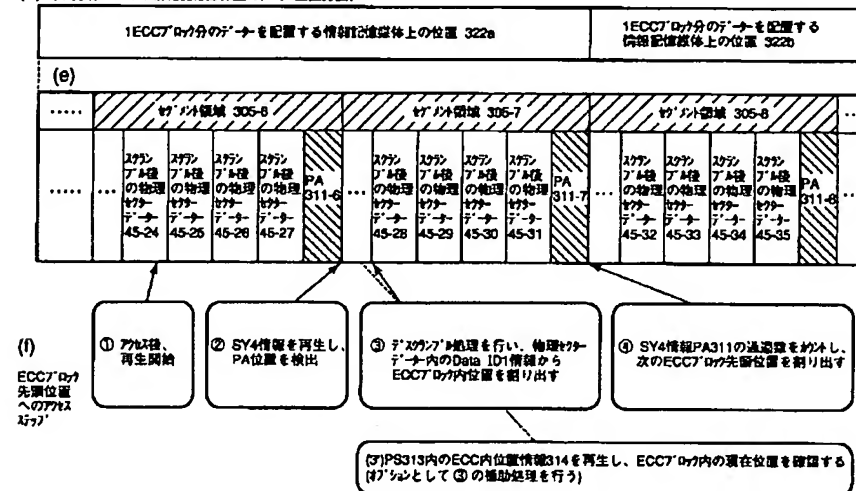 1ECCブロック分のデーターを配置する情報記憶媒体上の位置 322a
1ECCブロック分のデーターを配置する
情報記憶媒体上の位置 322b
(e)
.....
セグメント領域 305-6
セグメント領域 305-7
セグメント領域 305-8
.....
...
スクラン
ブル後
の物理
セクター
データー
45-24
スクラン
ブル後
の物理
セクター
データー
45-25
スクラン
ブル後
の物理
セクター
データー
45-26
スクラン
ブル後
の物理
セクター
データー
45-27
PA
311-6
...
スクラン
ブル後
の物理
セクター
データー
45-28
スクラン
ブル後
の物理
セクター
データー
45-29
スクラン
ブル後
の物理
セクター
データー
45-30
スクラン
ブル後
の物理
セクター
データー
45-31
PA
311-7
...
スクラン
ブル後
の物理
セクター
データー
45-32
スクラン
ブル後
の物理
セクター
データー
45-33
スクラン
ブル後
の物理
セクター
データー
45-34
スクラン
ブル後
の物理
セクター
データー
45-35
PA
311-8
(f)
ECCブロック
先頭位置
へのアクセス
ステップ
① アクセス後、
再生開始
② SY4情報を再生し、
PA位置を検出
③ デスクランブル処理を行い、物理セクター
データー内のData ID1情報から
ECCブロック内位置を割り出す
④ SY4情報PA311の通過数をカウントし、
次のECCブロック先頭位置を割り出す
(3')PS313内のECC内位置情報314を再生し、ECCブロック内の現在位置を確認する
(オプションとして③の補助処理を行う)